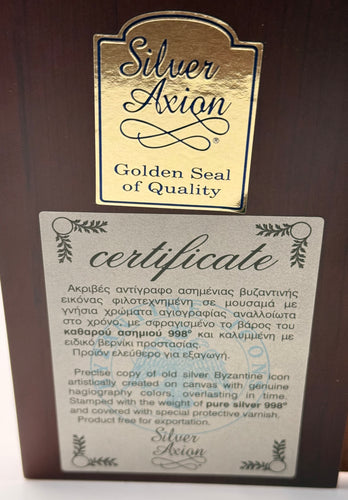 Silver
Axion
®
Golden Seal
of Quality
certificate
Ακριβές αντίγραφο ασημένιας βυζαντινής
εικόνας φιλοτεχνημένη σε μουσαμά με
γνήσια χρώματα αγιογραφίας αναλλοίωτα
στο χρόνο, με σφραγισμένο το βάρος του
καθαρού ασημιού 998° και καλυμμένη με
ειδικό βερνίκι προστασίας.
Προϊόν ελεύθερο για εξαγωγή.
Precise copy of old silver Byzantine icon
artistically created on canvas with genuine
hagiography colors, overlasting in time.
Stamped with the weight of pure silver 998°
and covered with special protective varnish.
Product free for exportation.
Silver
Axion